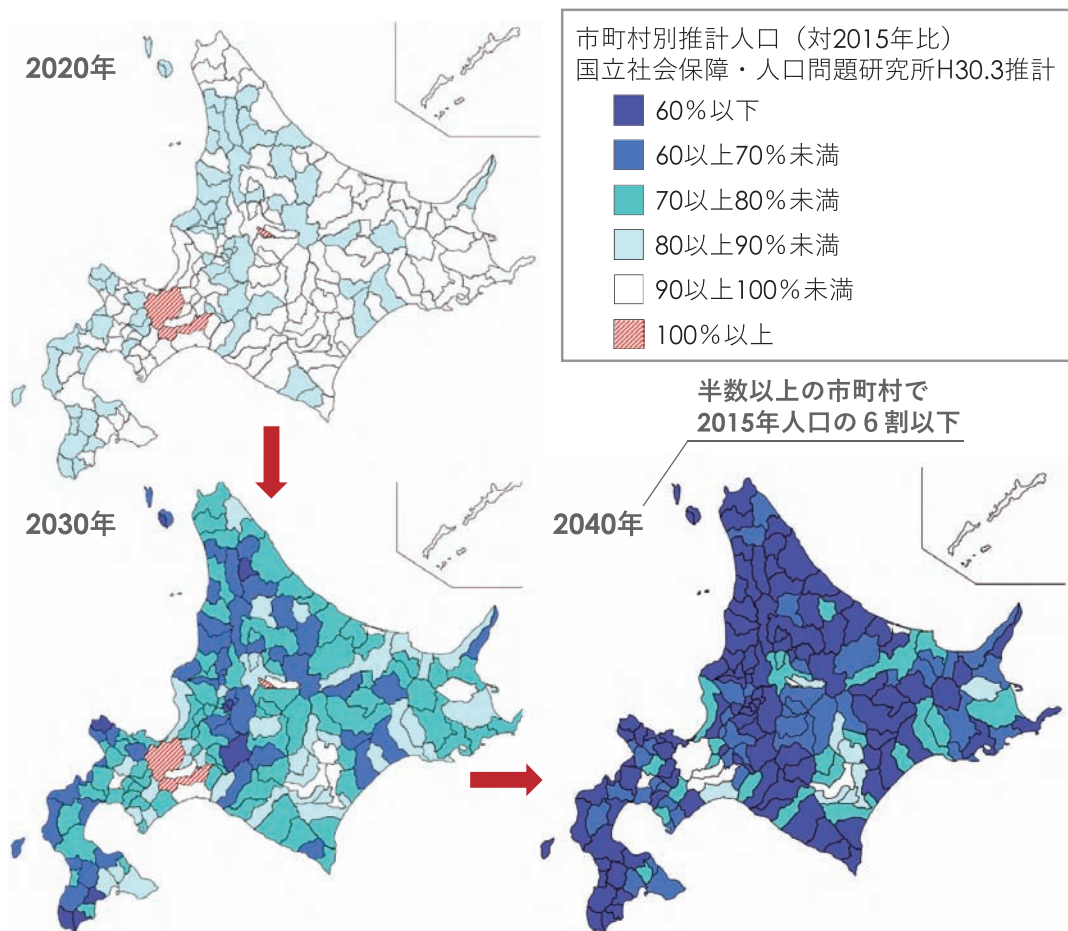 2020年
市町村別推計人口（対2015年比）
国立社会保障・人口問題研究所H30.3推計
60％以下
60以上70％未満
70以上80％未満
80以上90％未満
90以上100％未満
100％以上
半数以上の市町村で
2015年人口の６割以下
2030年
2040年